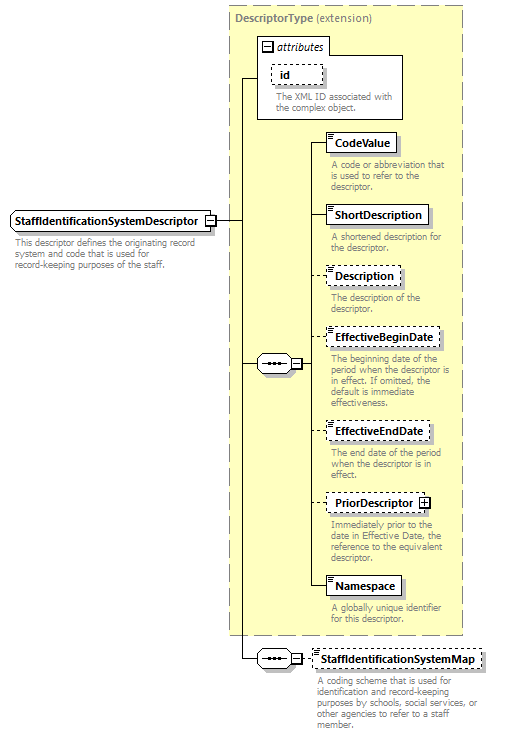 DescriptorType (extension)
attributes
id
The XML ID associated with
the complex object.
CodeValue
A code or abbreviation that
is used to refer to the
descriptor.
StaffIdentificationSystemDescriptor
This descriptor defines the originating record
system and code that is used for
record-keeping purposes of the staff.
ShortDescription
A shortened description for
the descriptor.
Description
The description of the
descriptor.
EffectiveBeginDate
The beginning date of the
period when the descriptor is
in effect. If omitted, the
default is immediate
effectiveness.
EffectiveEndDate
The end date of the period
when the descriptor is in
effect.
PriorDescriptor
Immediately prior to the
date in Effective Date, the
reference to the equivalent
descriptor.
Namespace
A globally unique identifier
for this descriptor.
StaffIdentificationSystemMap
A coding scheme that is used for
identification and record-keeping
purposes by schools, social services, or
other agencies to refer to a staff
member.